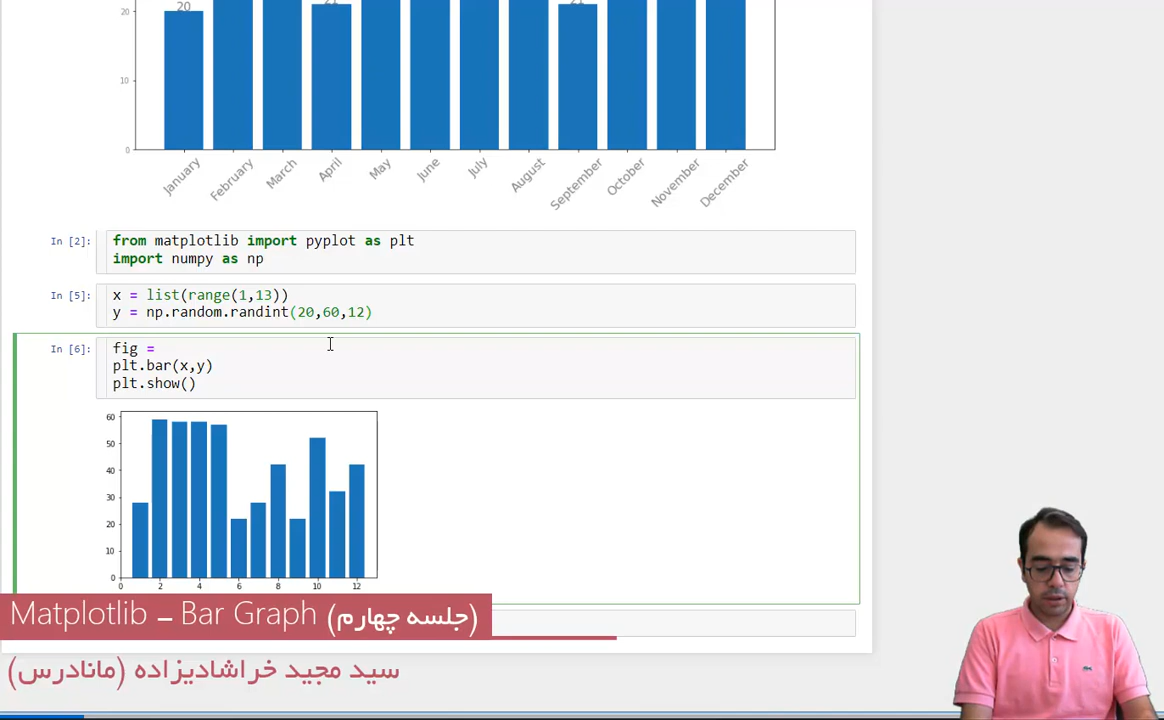 20
21
21
20
10
0
January February March April May June July August September October November December
In [2]:
from matplotlib import pyplot as plt
import numpy as np
In [5]:
x = list(range(1,13))
y = np.random.randint(20,60,12)
In [6]:
fig =
plt.bar(x,y)
plt.show()
60
50
40
30
20
10
0
0 2 4 6 8 10 12
Matplotlib – Bar Graph (جلسه چهارم)
سید مجید خراشادیزاده (مانادرس)